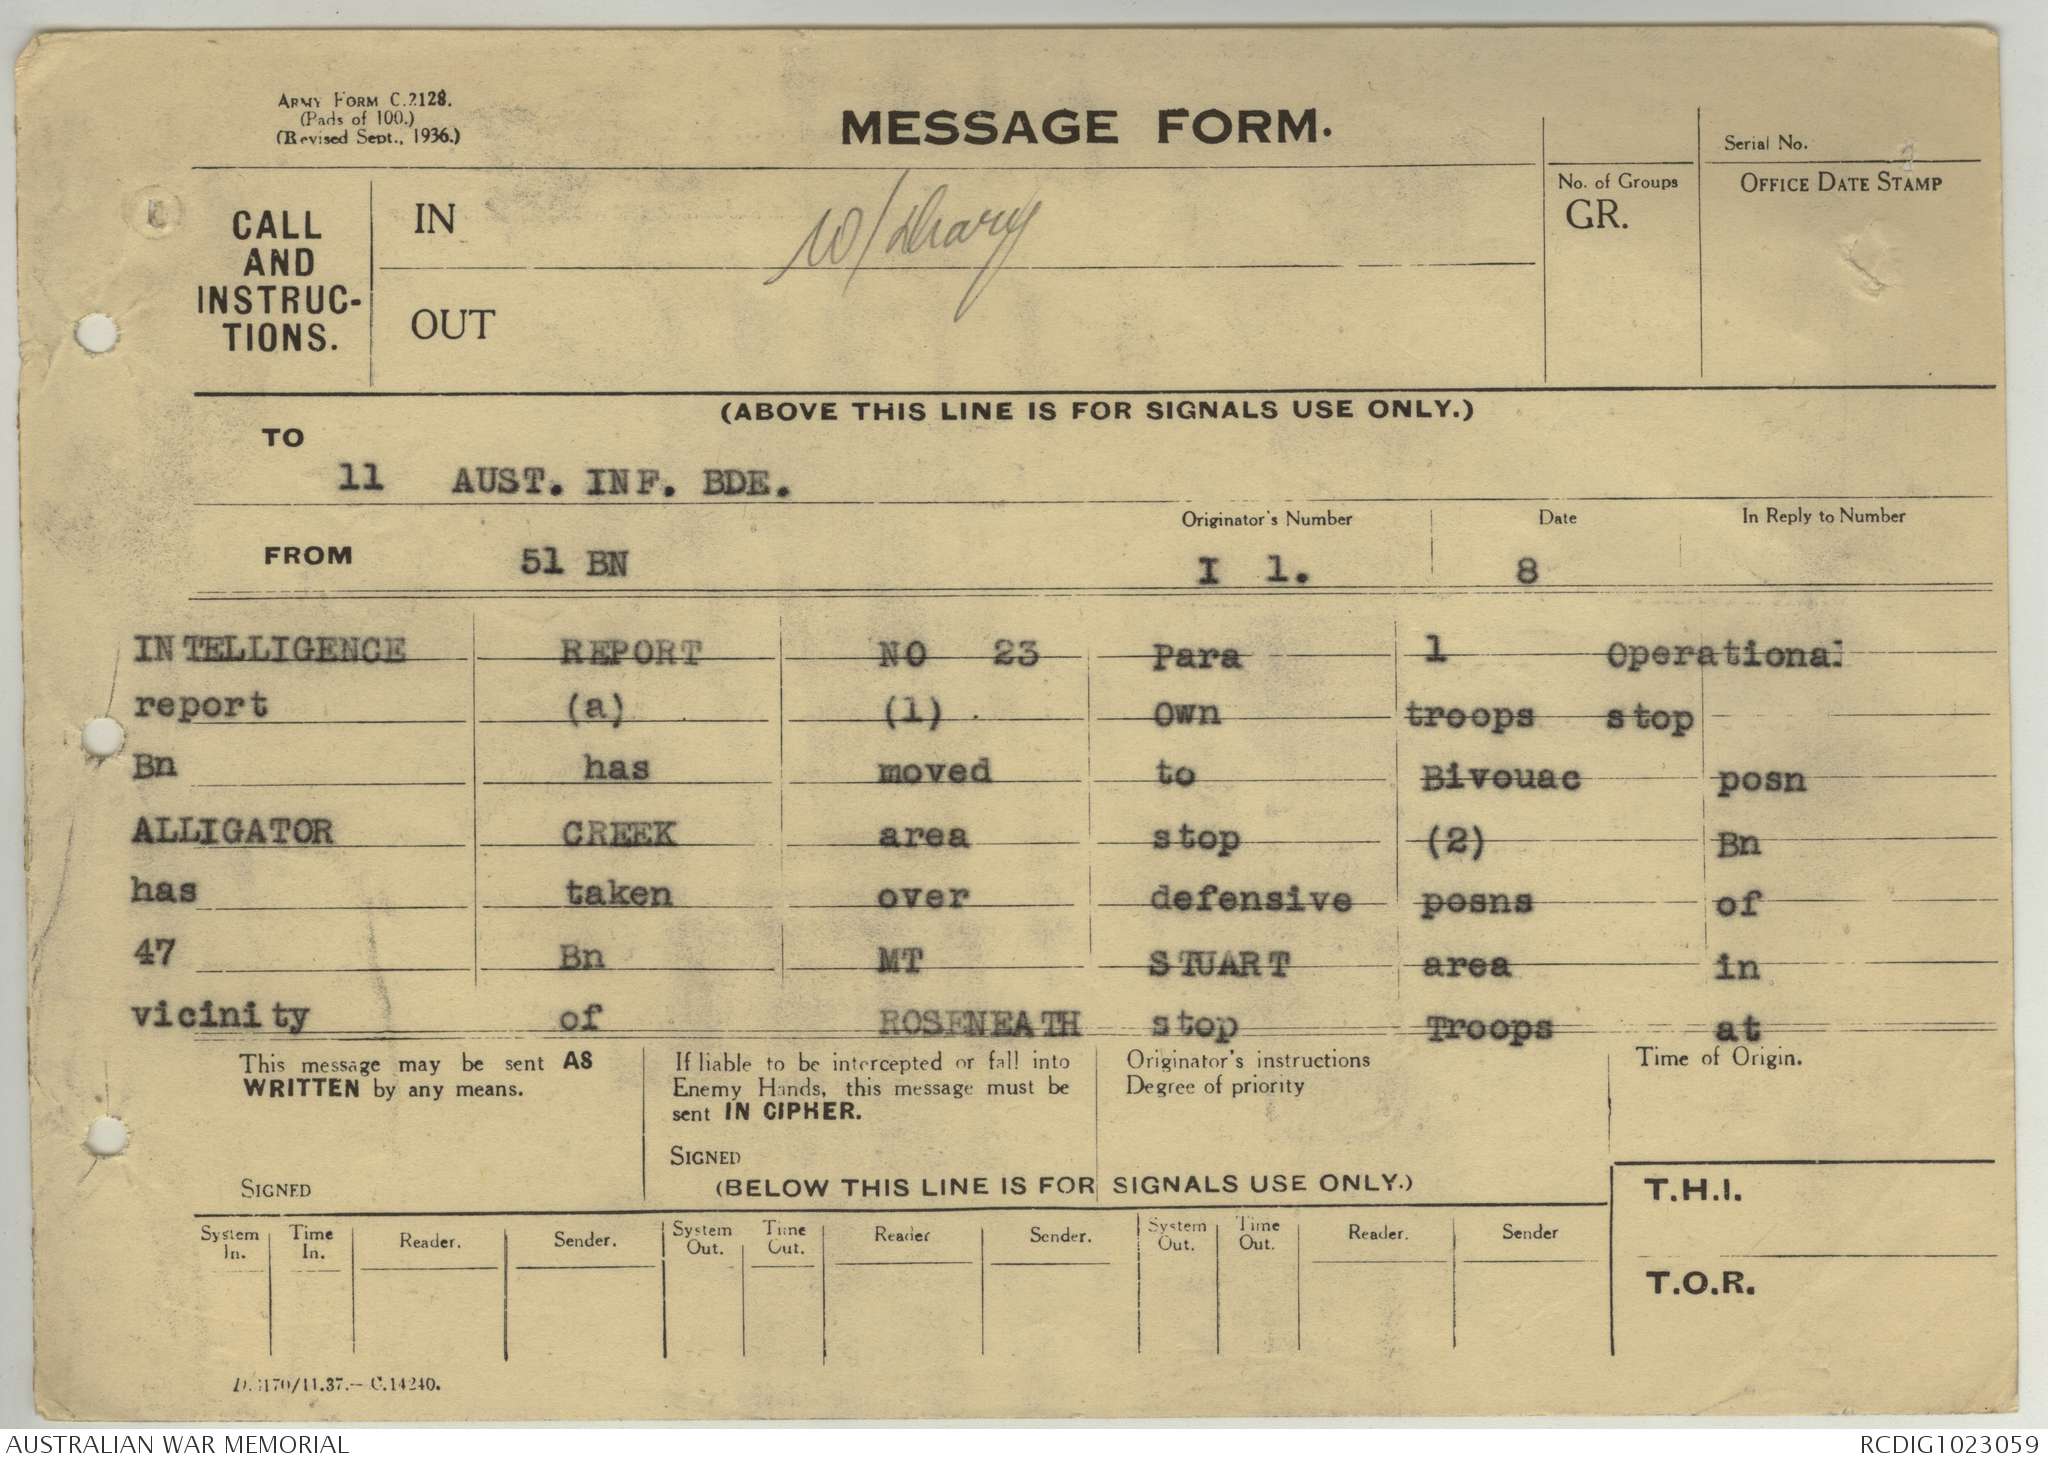 ARMY FORM C.2128.
(Pads of 100.)
(Revised Sept., 1936.)
MESSAGE FORM.
Serial No.
CALL
AND
INSTRUC-
TIONS.
IN
W/Diary
OUT
No. of Groups
GR.
OFFICE DATE STAMP
(ABOVE THIS LINE IS FOR SIGNALS USE ONLY.)
TO
11 AUST. INF. BDE.
FROM 51 BN
Originator's Number
I 1.
Date
8
In Reply to Number
INTELLIGENCE REPORT NO 23 Para 1 Operational
report (a) (1) Own troops stop
Bn has moved to Bivouac posn
ALLIGATOR CREEK area stop (2) Bn
has taken over defensive posns of
47 Bn MT STUART area in
vicinity of ROSENEATH stop Troops at
This message may be sent AS
WRITTEN by any means.
SIGNED
If liable to be intercepted or fall into
Enemy Hands, this message must be
sent IN CIPHER.
SIGNED
Originator's instructions
Degree of priority
Time of Origin.
(BELOW THIS LINE IS FOR SIGNALS USE ONLY.)
System In. Time In. Reader. Sender. System Out. Time Out. Reader Sender. System Out. Time Out. Reader. Sender
T.H.I.
T.O.R.
170/11.37.— C.14240.
AUSTRALIAN WAR MEMORIAL
RCDIG1023059